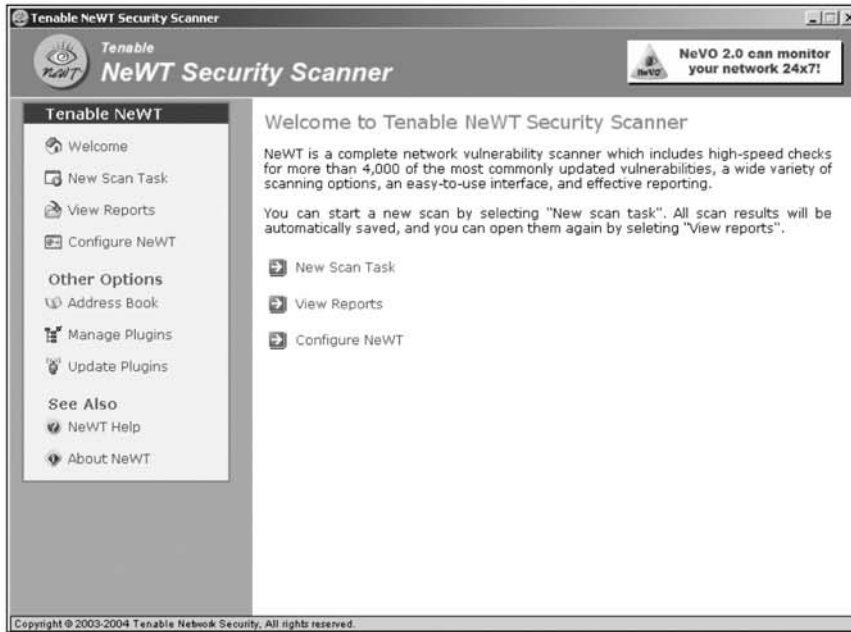 Tenable NeWT Security Scanner
Tenable
NeWT Security Scanner
NeWT
NeVO
NeVO 2.0 can monitor
your network 24x7!
Tenable NeWT
Welcome
New Scan Task
View Reports
Configure NeWT
Other Options
Address Book
Manage Plugins
Update Plugins
See Also
NeWT Help
About NeWT
Welcome to Tenable NeWT Security Scanner
NeWT is a complete network vulnerability scanner which includes high-speed checks
for more than 4,000 of the most commonly updated vulnerabilities, a wide variety of
scanning options, an easy-to-use interface, and effective reporting.
You can start a new scan by selecting "New scan task". All scan results will be
automatically saved, and you can open them again by seleting "View reports".
New Scan Task
View Reports
Configure NeWT
Copyright © 2003-2004 Tenable Network Security, All rights reserved.